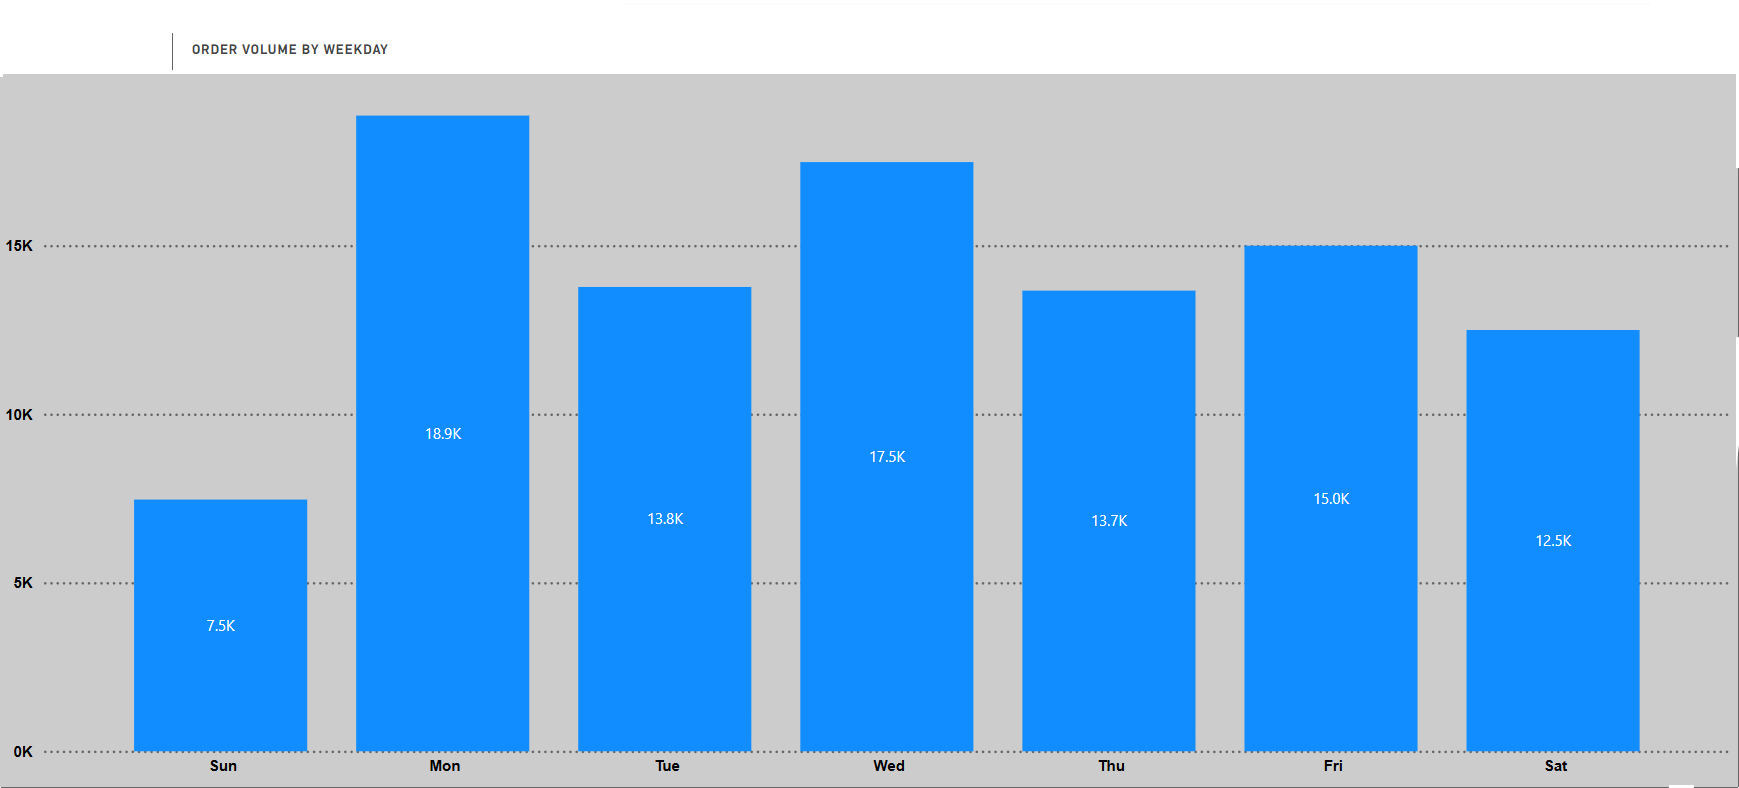 ORDER VOLUME BY WEEKDAY
15K
10K
5K
0K
7.5K
18.9K
13.8K
17.5K
13.7K
15.0K
12.5K
Sun Mon Tue Wed Thu Fri Sat